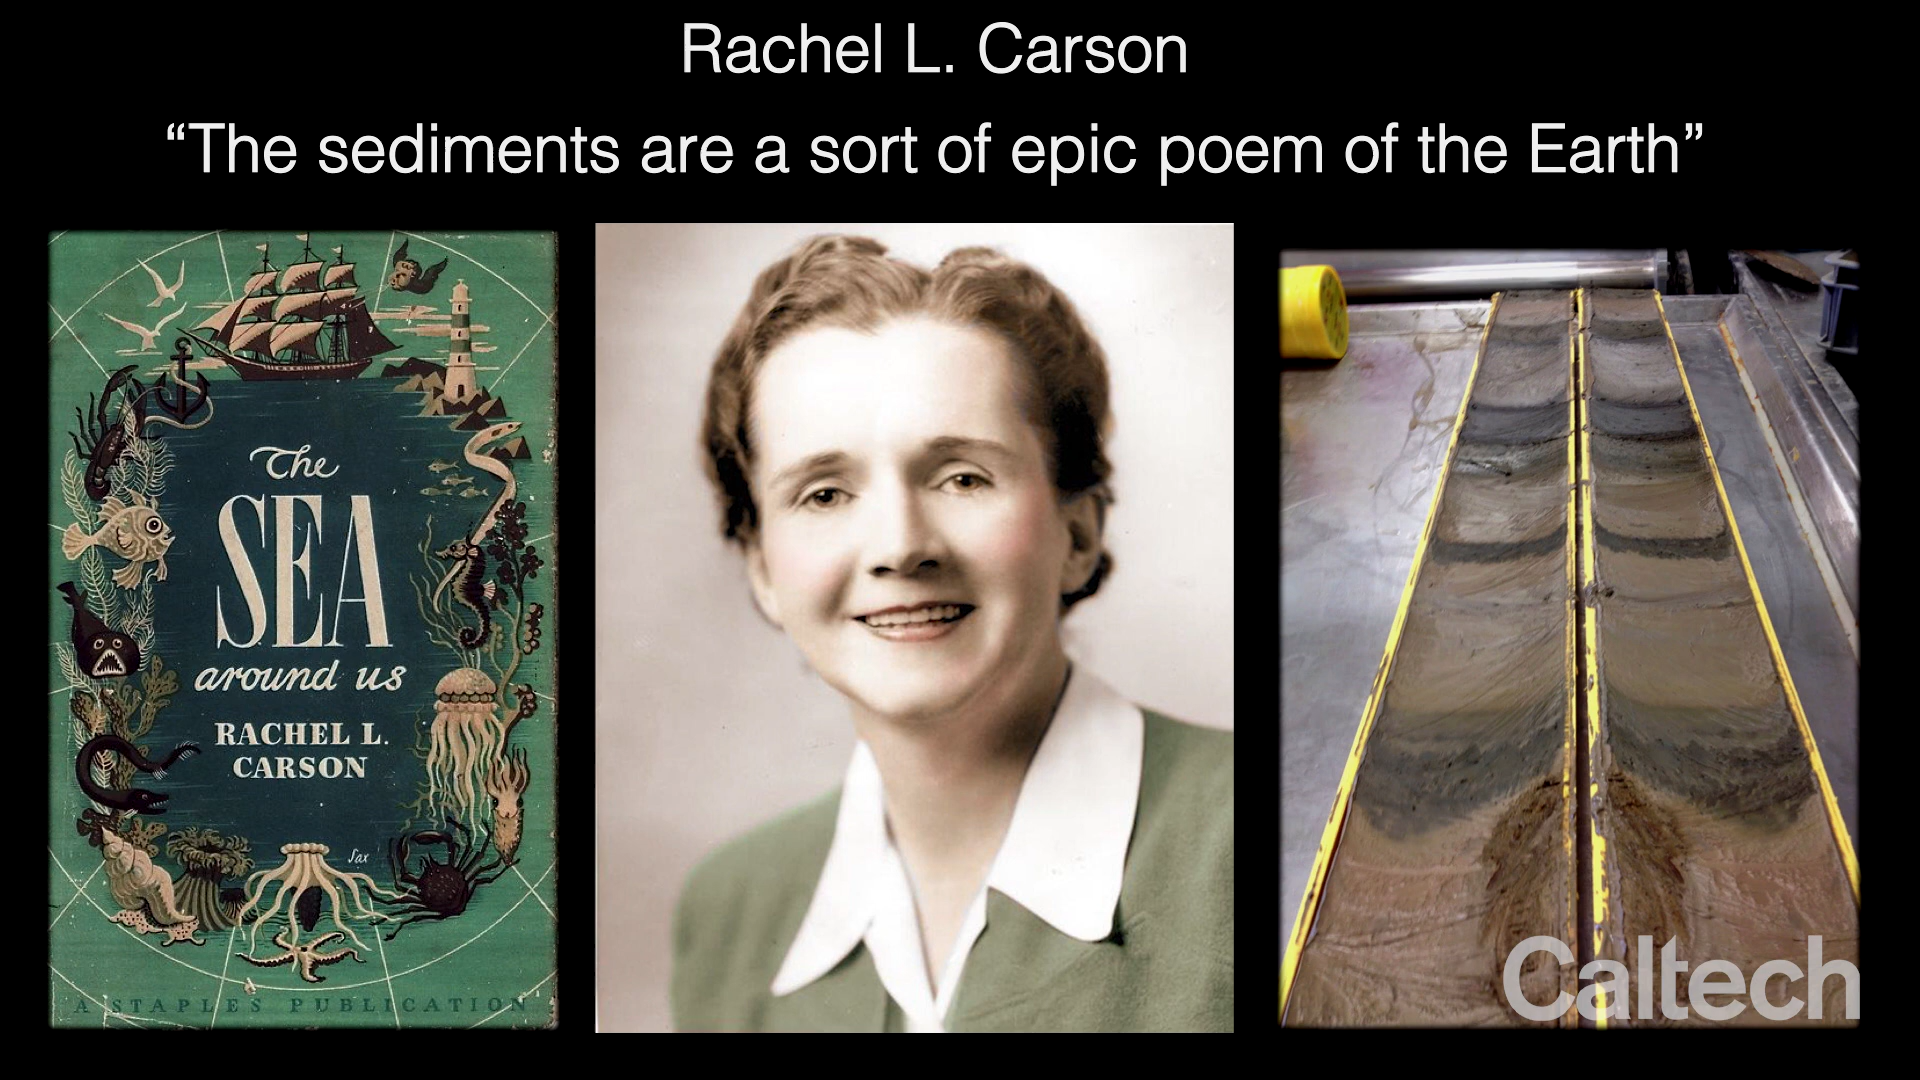 Rachel L. Carson
“The sediments are a sort of epic poem of the Earth”
The
SEA
around us
RACHEL L.
CARSON
Sax
A STAPLES PUBLICATION
Caltech